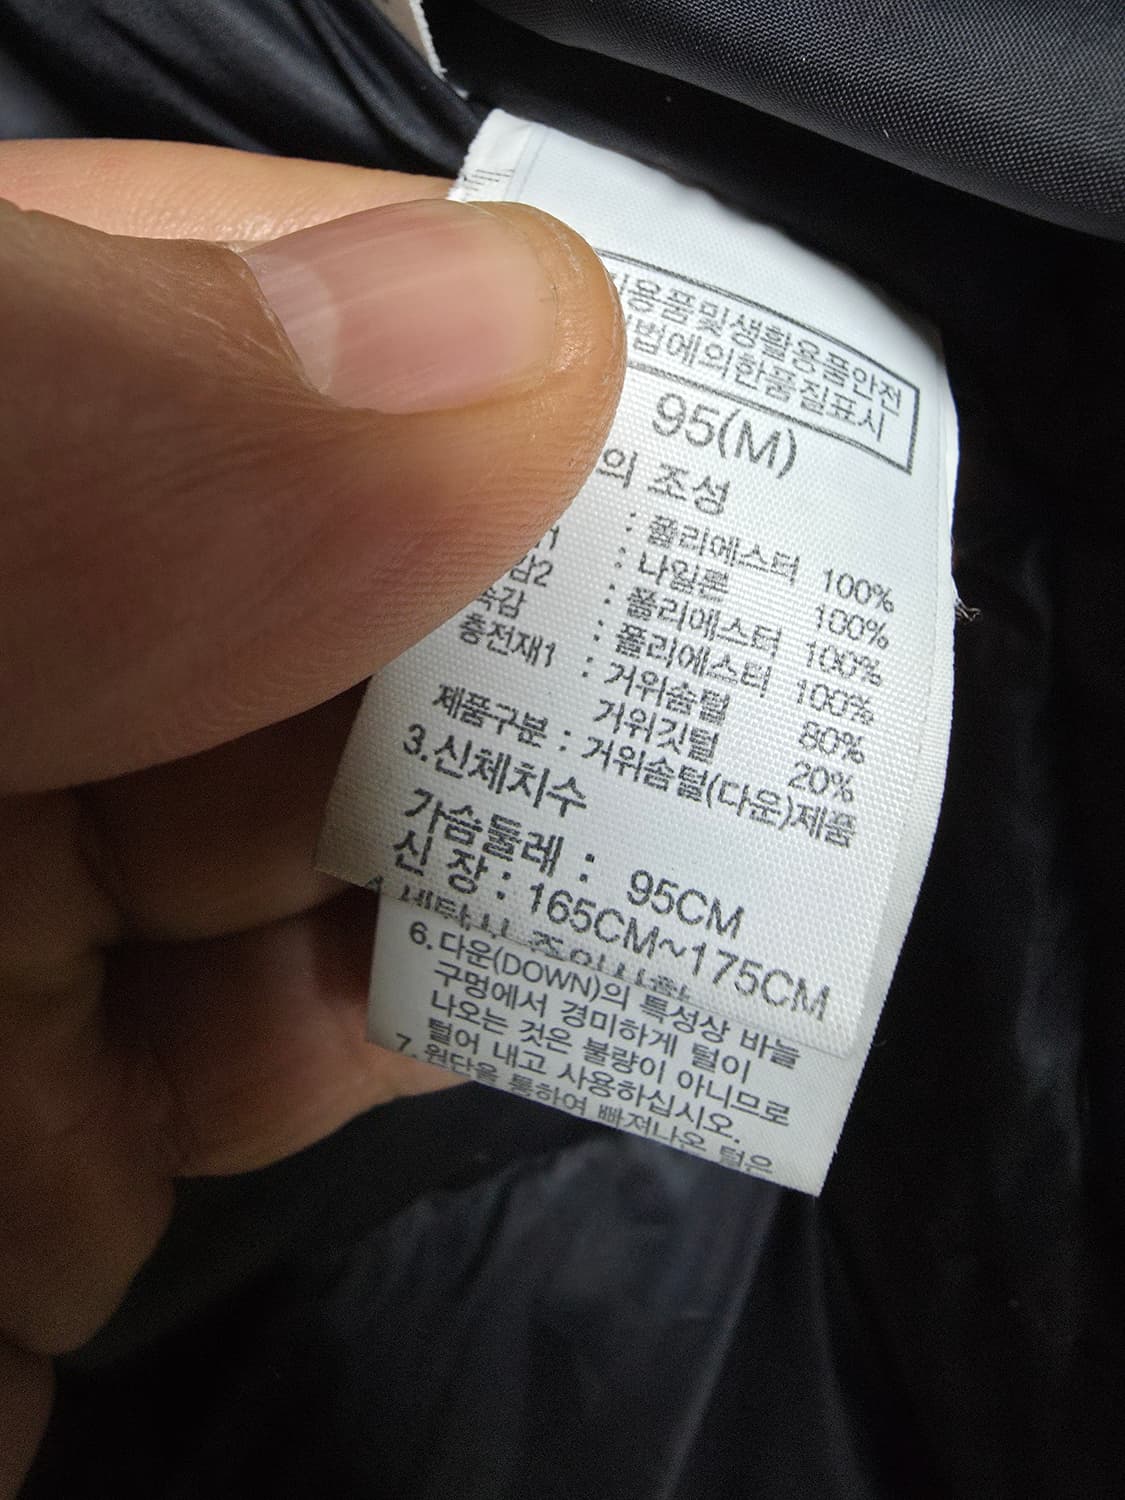 용품및생활용품안전
법에의한품질표시
95(M)
의 조성
: 폴리에스터 100%
감2 : 나일론 100%
속감 : 폴리에스터 100%
충전재1 : 폴리에스터 100%
: 거위솜털 80%
거위깃털 20%
제품구분 : 거위솜털(다운)제품
3.신체치수
가슴둘레 : 95CM
신 장 : 165CM~175CM
6.다운(DOWN)의 특성상 바늘
구멍에서 경미하게 털이
나오는 것은 불량이 아니므로
털어 내고 사용하십시오.
7.원단을 통하여 빠져나온 털은